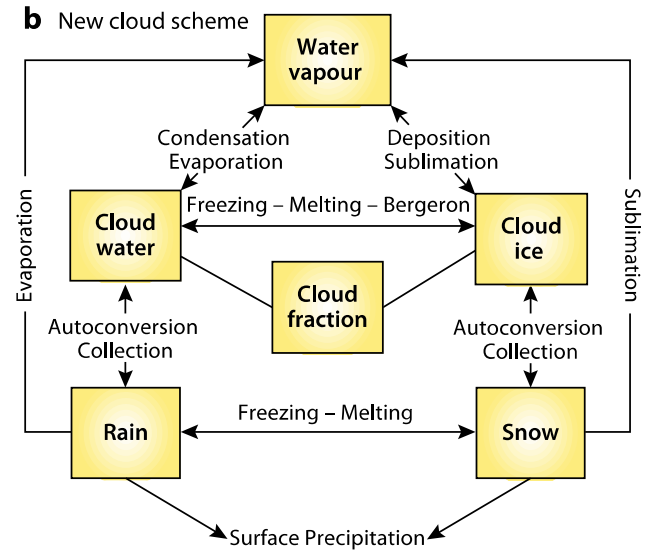 b New cloud scheme
Water
vapour
Condensation
Evaporation
Deposition
Sublimation
Freezing – Melting – Bergeron
Cloud
water
Cloud
ice
Cloud
fraction
Evaporation
Sublimation
Autoconversion
Collection
Autoconversion
Collection
Rain
Freezing – Melting
Snow
Surface Precipitation